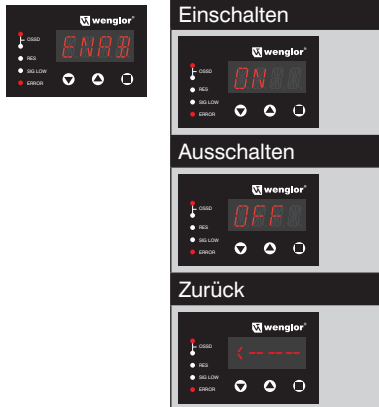 wenglor®
OSSD
ENAB
RES
SIG LOW
ERROR
Einschalten
wenglor®
OSSD
ON
RES
SIG LOW
ERROR
Ausschalten
wenglor®
OSSD
OFF
RES
SIG LOW
ERROR
Zurück
wenglor®
OSSD
<-----
RES
SIG LOW
ERROR